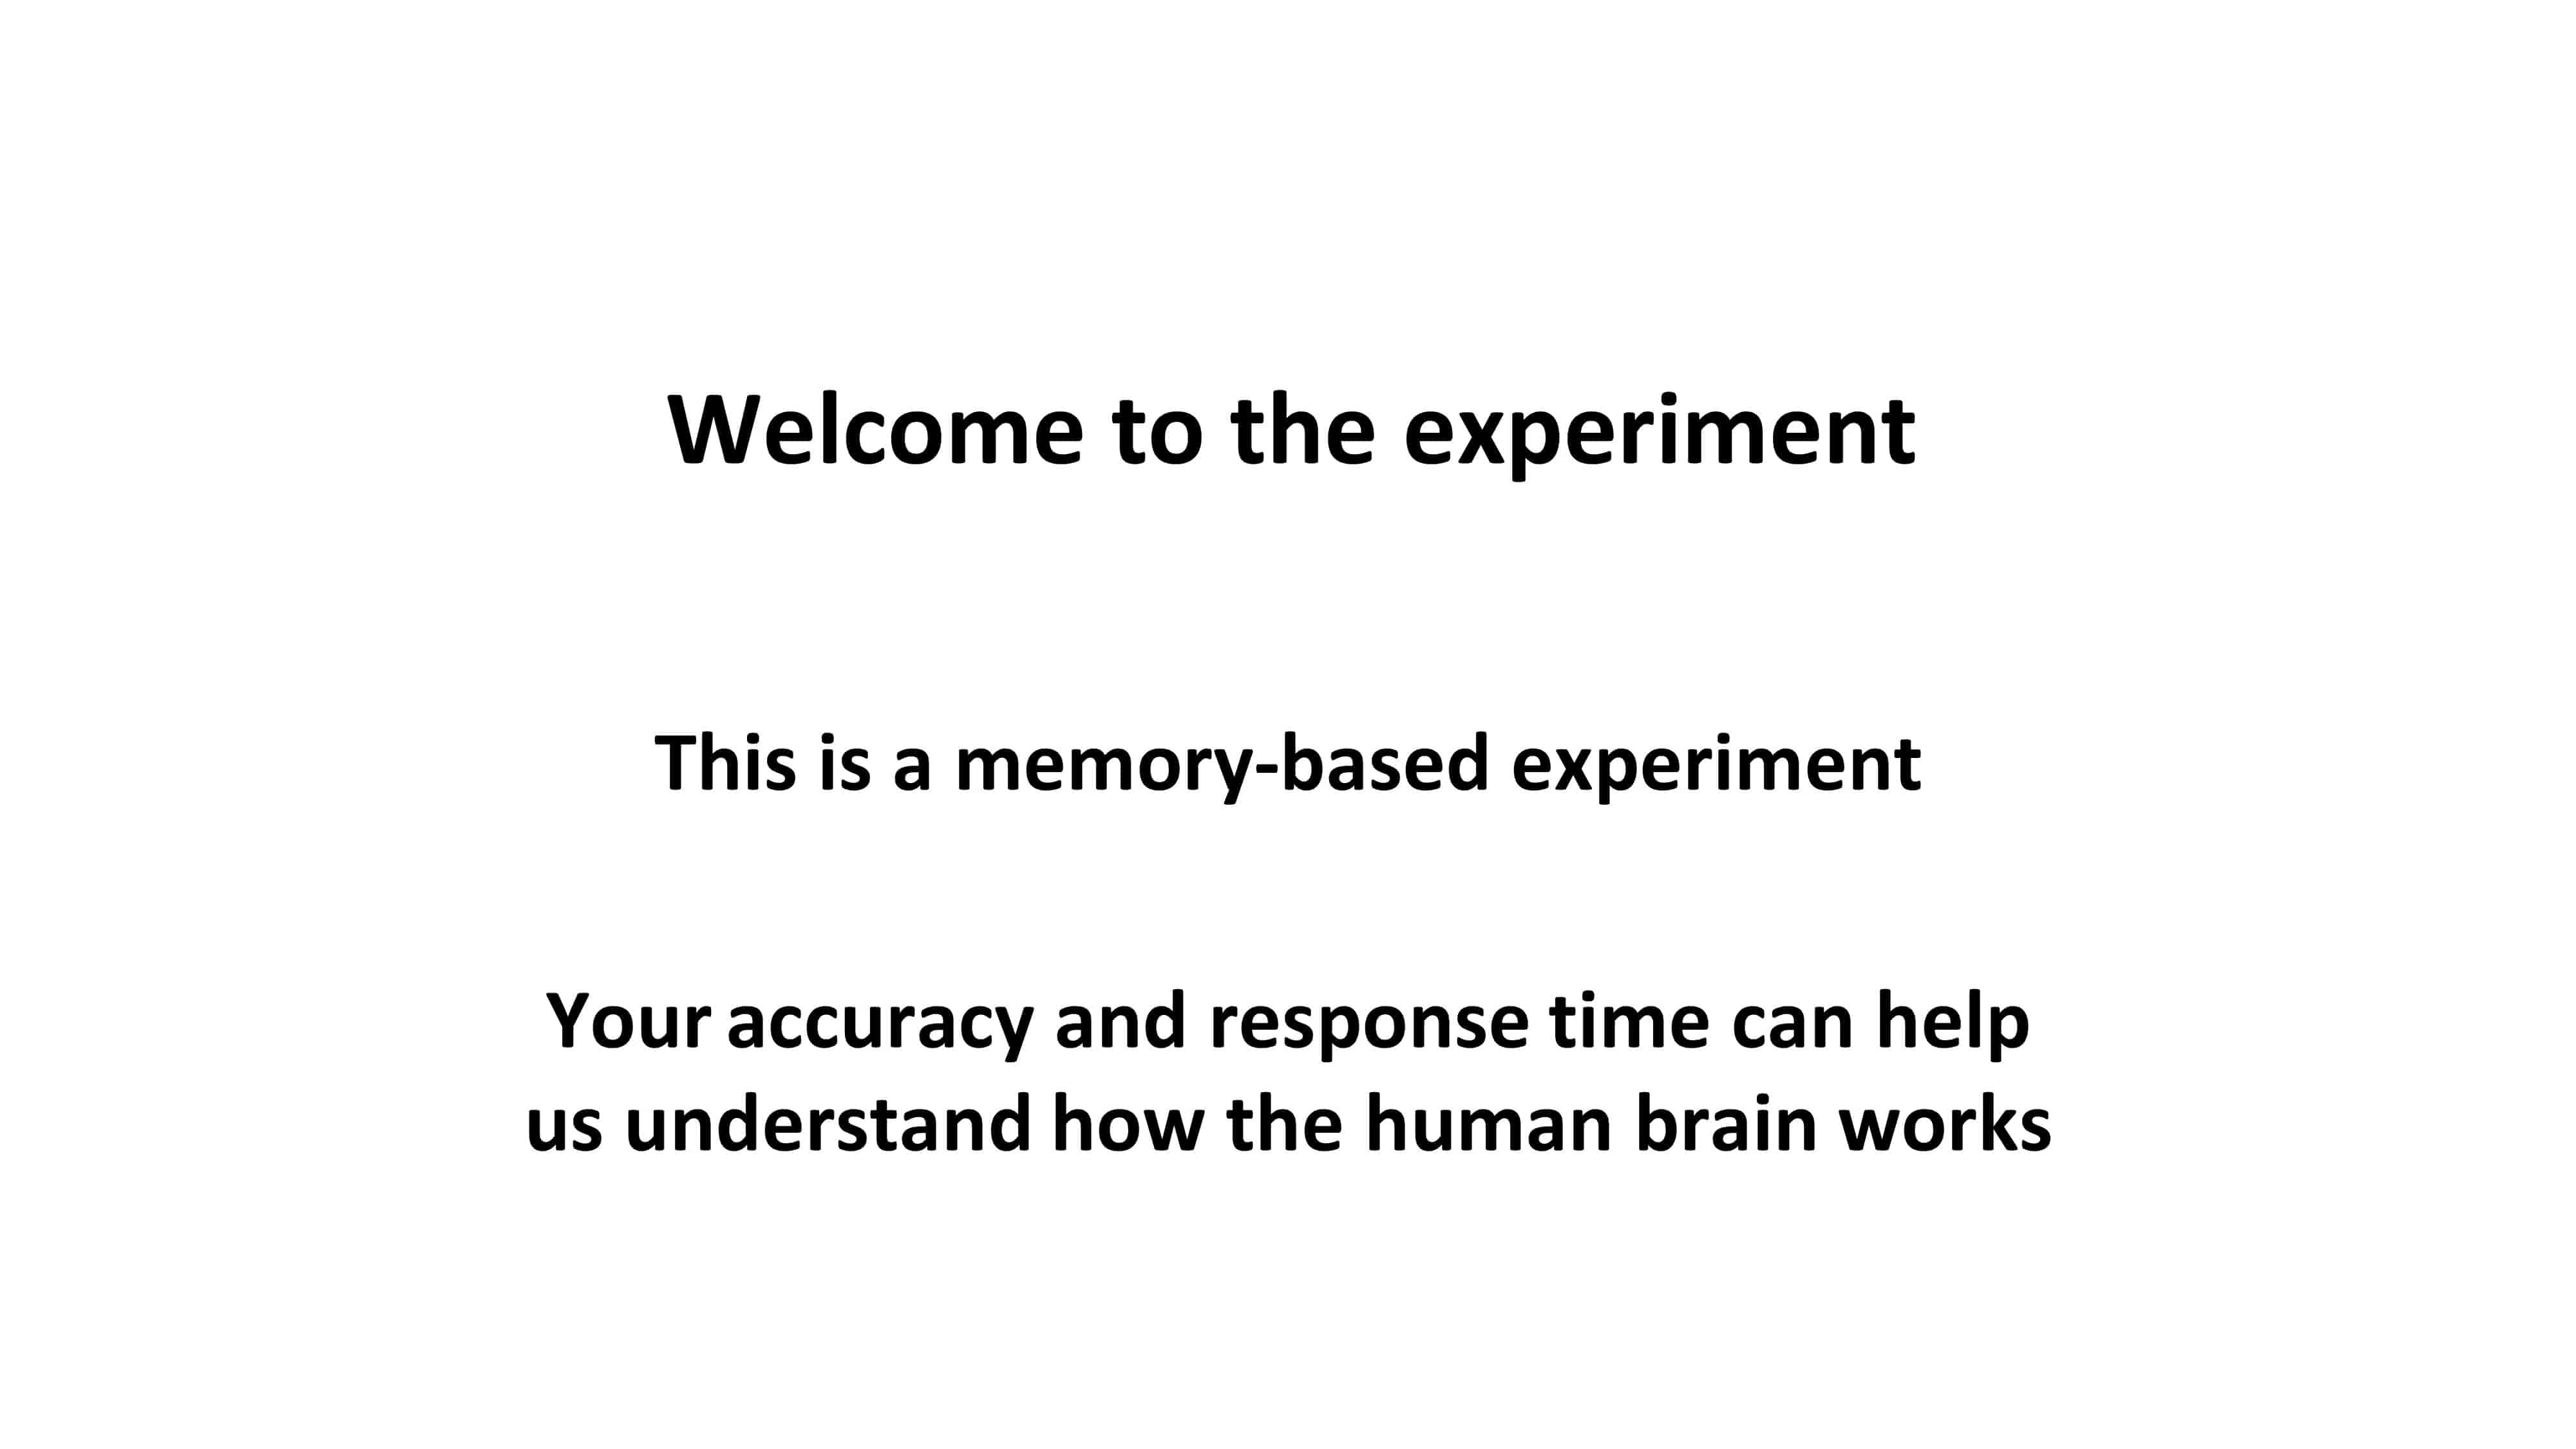 Welcome to the experiment
This is a memory-based experiment
Your accuracy and response time can help
us understand how the human brain works